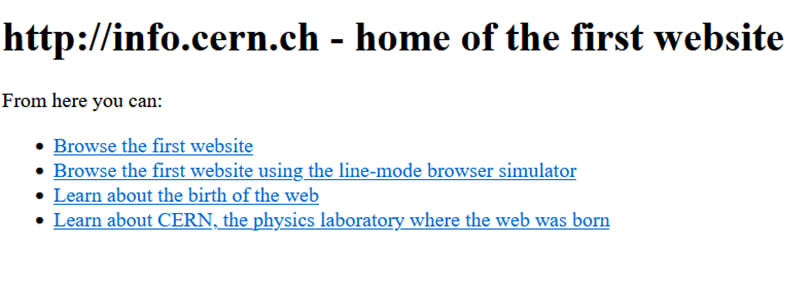 http://info.cern.ch - home of the first website
From here you can:
Browse the first website
Browse the first website using the line-mode browser simulator
Learn about the birth of the web
Learn about CERN, the physics laboratory where the web was born